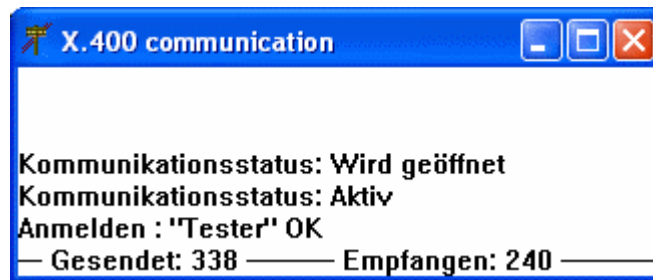 X.400 communication
Kommunikationsstatus: Wird geöffnet
Kommunikationsstatus: Aktiv
Anmelden : "Tester" OK
— Gesendet: 338 ——— Empfangen: 240 ———